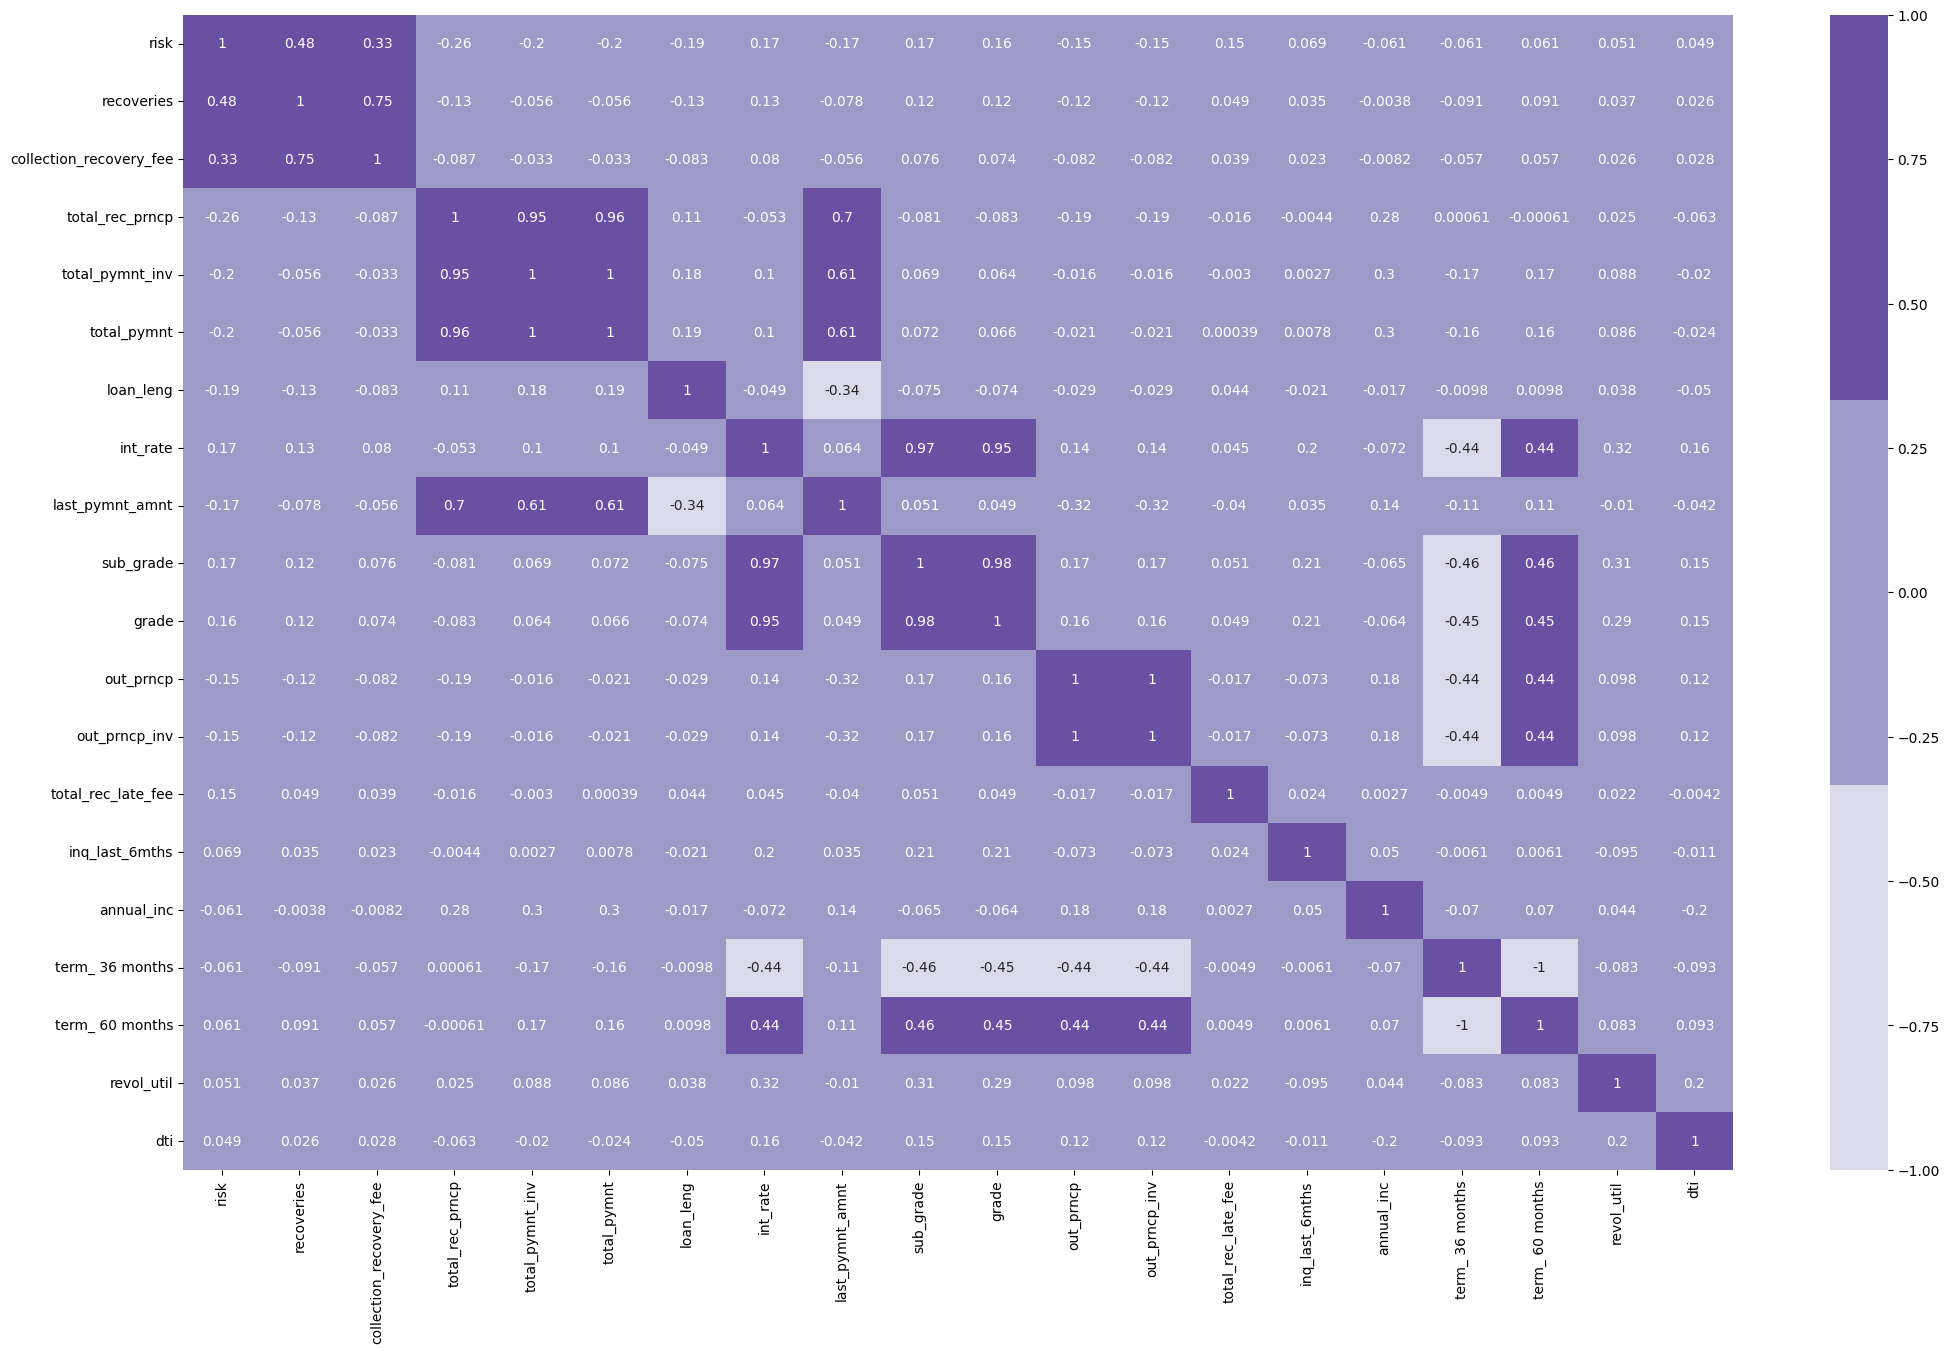 risk 1 0.48 0.33 -0.26 -0.2 -0.2 -0.19 0.17 -0.17 0.17 0.16 -0.15 -0.15 0.15 0.069 -0.061 -0.061 0.061 0.051 0.049
recoveries 0.48 1 0.75 -0.13 -0.056 -0.056 -0.13 0.13 -0.078 0.12 0.12 -0.12 -0.12 0.049 0.035 -0.0038 -0.091 0.091 0.037 0.026
collection_recovery_fee 0.33 0.75 1 -0.087 -0.033 -0.033 -0.083 0.08 -0.056 0.076 0.074 -0.082 -0.082 0.039 0.023 -0.0082 -0.057 0.057 0.026 0.028
total_rec_prncp -0.26 -0.13 -0.087 1 0.95 0.96 0.11 -0.053 0.7 -0.081 -0.083 -0.19 -0.19 -0.016 -0.0044 0.28 0.00061 -0.00061 0.025 -0.063
total_pymnt_inv -0.2 -0.056 -0.033 0.95 1 1 0.18 0.1 0.61 0.069 0.064 -0.016 -0.016 -0.003 0.0027 0.3 -0.17 0.17 0.088 -0.02
total_pymnt -0.2 -0.056 -0.033 0.96 1 1 0.19 0.1 0.61 0.072 0.066 -0.021 -0.021 0.00039 0.0078 0.3 -0.16 0.16 0.086 -0.024
loan_leng -0.19 -0.13 -0.083 0.11 0.18 0.19 1 -0.049 -0.34 -0.075 -0.074 -0.029 -0.029 0.044 -0.021 -0.017 -0.0098 0.0098 0.038 -0.05
int_rate 0.17 0.13 0.08 -0.053 0.1 0.1 -0.049 1 0.064 0.97 0.95 0.14 0.14 0.045 0.2 -0.072 -0.44 0.44 0.32 0.16
last_pymnt_amnt -0.17 -0.078 -0.056 0.7 0.61 0.61 -0.34 0.064 1 0.051 0.049 -0.32 -0.32 -0.04 0.035 0.14 -0.11 0.11 -0.01 -0.042
sub_grade 0.17 0.12 0.076 -0.081 0.069 0.072 -0.075 0.97 0.051 1 0.98 0.17 0.17 0.051 0.21 -0.065 -0.46 0.46 0.31 0.15
grade 0.16 0.12 0.074 -0.083 0.064 0.066 -0.074 0.95 0.049 0.98 1 0.16 0.16 0.049 0.21 -0.064 -0.45 0.45 0.29 0.15
out_prncp -0.15 -0.12 -0.082 -0.19 -0.016 -0.021 -0.029 0.14 -0.32 0.17 0.16 1 1 -0.017 -0.073 0.18 -0.44 0.44 0.098 0.12
out_prncp_inv -0.15 -0.12 -0.082 -0.19 -0.016 -0.021 -0.029 0.14 -0.32 0.17 0.16 1 1 -0.017 -0.073 0.18 -0.44 0.44 0.098 0.12
total_rec_late_fee 0.15 0.049 0.039 -0.016 -0.003 0.00039 0.044 0.045 -0.04 0.051 0.049 -0.017 -0.017 1 0.024 0.0027 -0.0049 0.0049 0.022 -0.0042
inq_last_6mths 0.069 0.035 0.023 -0.0044 0.0027 0.0078 -0.021 0.2 0.035 0.21 0.21 -0.073 -0.073 0.024 1 0.05 -0.0061 0.0061 -0.095 -0.011
annual_inc -0.061 -0.0038 -0.0082 0.28 0.3 0.3 -0.017 -0.072 0.14 -0.065 -0.064 0.18 0.18 0.0027 0.05 1 -0.07 0.07 0.044 -0.2
term_ 36 months -0.061 -0.091 -0.057 0.00061 -0.17 -0.16 -0.0098 -0.44 -0.11 -0.46 -0.45 -0.44 -0.44 -0.0049 -0.0061 -0.07 1 -1 -0.083 -0.093
term_ 60 months 0.061 0.091 0.057 -0.00061 0.17 0.16 0.0098 0.44 0.11 0.46 0.45 0.44 0.44 0.0049 0.0061 0.07 -1 1 0.083 0.093
revol_util 0.051 0.037 0.026 0.025 0.088 0.086 0.038 0.32 -0.01 0.31 0.29 0.098 0.098 0.022 -0.095 0.044 -0.083 0.083 1 0.2
dti 0.049 0.026 0.028 -0.063 -0.02 -0.024 -0.05 0.16 -0.042 0.15 0.15 0.12 0.12 -0.0042 -0.011 -0.2 -0.093 0.093 0.2 1
risk
recoveries
collection_recovery_fee
total_rec_prncp
total_pymnt_inv
total_pymnt
loan_leng
int_rate
last_pymnt_amnt
sub_grade
grade
out_prncp
out_prncp_inv
total_rec_late_fee
inq_last_6mths
annual_inc
term_ 36 months
term_ 60 months
revol_util
dti
1.00
0.75
0.50
0.25
0.00
−0.25
−0.50
−0.75
−1.00